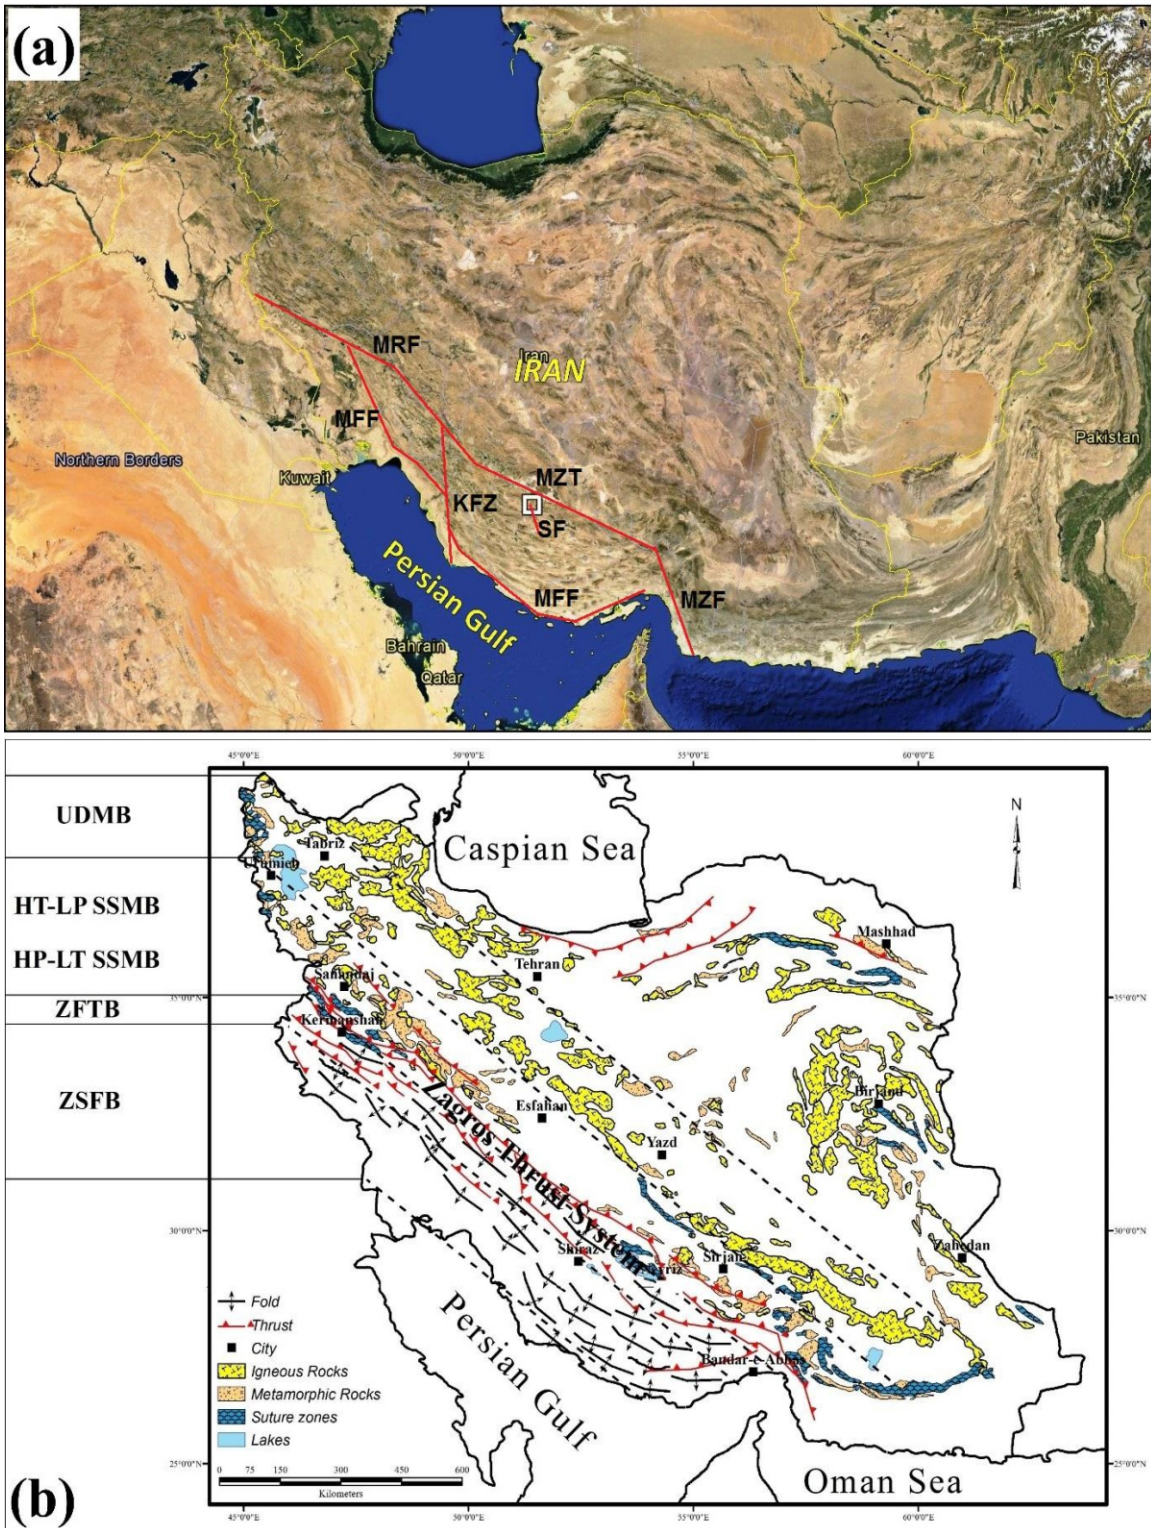 (a)
MRF
Iran
IRAN
MFF
Northern Borders
Kuwait
Pakistan
MZT
KFZ
SF
Persian Gulf
MFF
MZF
Bahrain
Qatar
45°0'0"E 50°0'0"E 55°0'0"E 60°0'0"E
UDMB
HT-LP SSMB
HP-LT SSMB
ZFTB
ZSFB
N
Caspian Sea
Tabriz
Urumieh
Mashhad
Tehran
Sanandaj
35°0'0"N 35°0'0"N
Kermanshah
Birjand
Esfahan
Zagros Thrust System
Yazd
30°0'0"N 30°0'0"N
Shiraz
Sirjan
Zahedan
Fold
Thrust
City
Igneous Rocks
Metamorphic Rocks
Suture zones
Lakes
Persian Gulf
Bandar-e-Abbas
25°0'0"N 25°0'0"N
0 75 150 300 450 600
Kilometers
Oman Sea
(b)
45°0'0"E 50°0'0"E 55°0'0"E 60°0'0"E